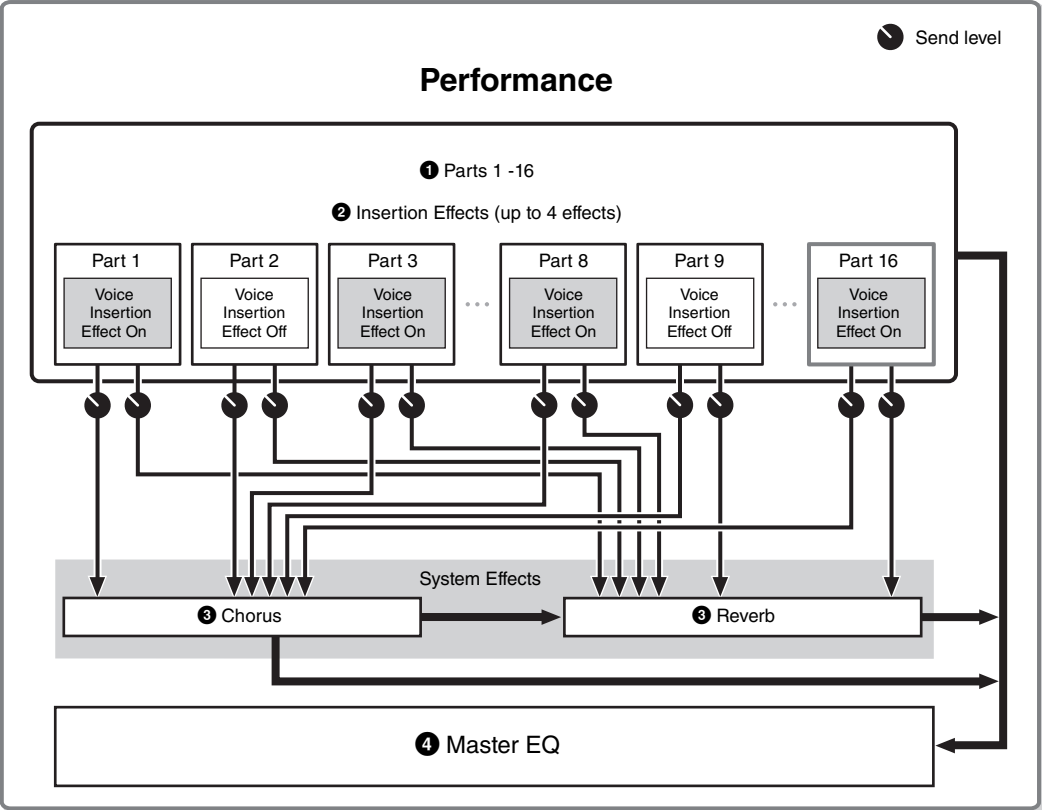 Send level
Performance
❶ Parts 1 -16
❷ Insertion Effects (up to 4 effects)
Part 1
Voice
Insertion
Effect On
Part 2
Voice
Insertion
Effect Off
Part 3
Voice
Insertion
Effect On
Part 8
Voice
Insertion
Effect On
Part 9
Voice
Insertion
Effect Off
Part 16
Voice
Insertion
Effect On
System Effects
❸ Chorus
❸ Reverb
❹ Master EQ